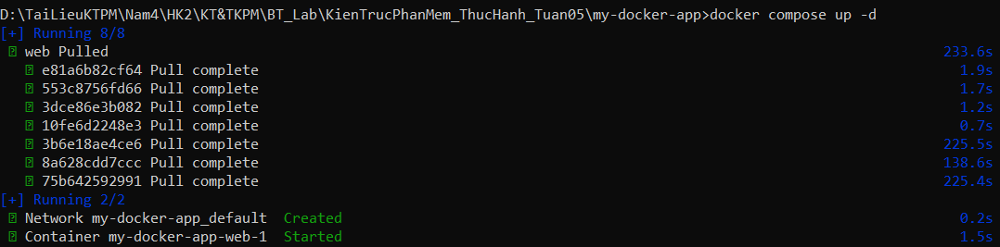 D:\TaiLieuKTPM\Nam4\HK2\KT&TKPM\BT_Lab\KienTrucPhanMem_ThucHanh_Tuan05\my-docker-app>docker compose up -d
[+] Running 8/8
web Pulled 233.6s
e81a6b82cf64 Pull complete 1.9s
553c8756fd66 Pull complete 1.7s
3dce86e3b082 Pull complete 1.2s
10fe6d2248e3 Pull complete 0.7s
3b6e18ae4ce6 Pull complete 225.5s
8a628cdd7ccc Pull complete 138.6s
75b642592991 Pull complete 225.4s
[+] Running 2/2
Network my-docker-app_default Created 0.2s
Container my-docker-app-web-1 Started 1.5s